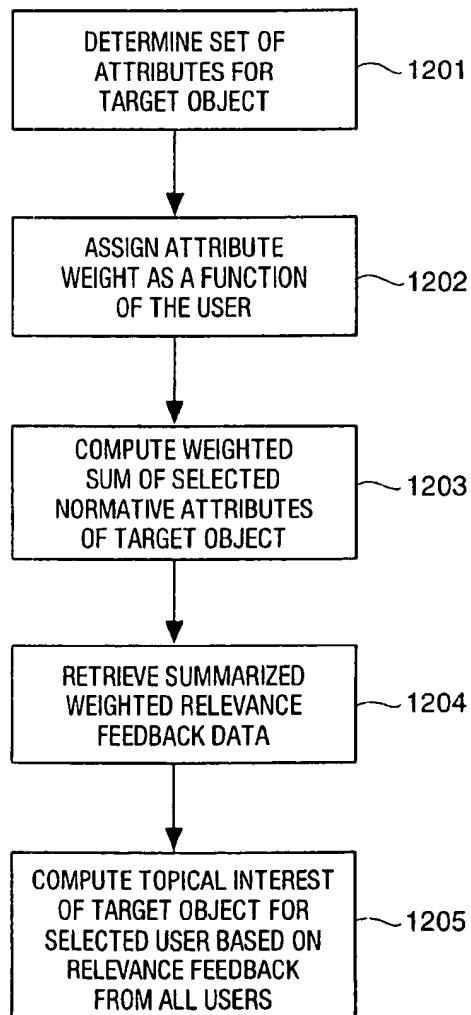 DETERMINE SET OF
ATTRIBUTES FOR
TARGET OBJECT
1201
ASSIGN ATTRIBUTE
WEIGHT AS A FUNCTION
OF THE USER
1202
COMPUTE WEIGHTED
SUM OF SELECTED
NORMATIVE ATTRIBUTES
OF TARGET OBJECT
1203
RETRIEVE SUMMARIZED
WEIGHTED RELEVANCE
FEEDBACK DATA
1204
COMPUTE TOPICAL INTEREST
OF TARGET OBJECT FOR
SELECTED USER BASED ON
RELEVANCE FEEDBACK
FROM ALL USERS
1205